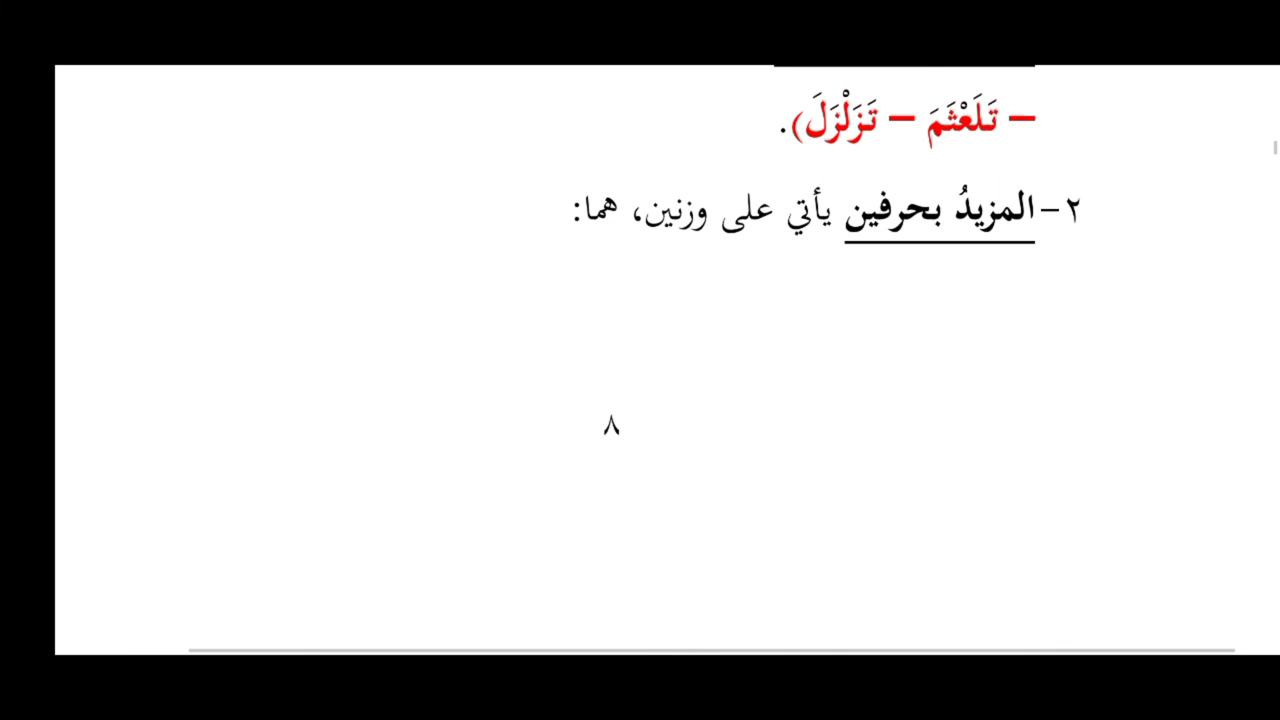 – تَلَعْثَمَ – تَزَلْزَلَ).
٢– المزيدُ بحرفين يأتي على وزنين، هما:
٨